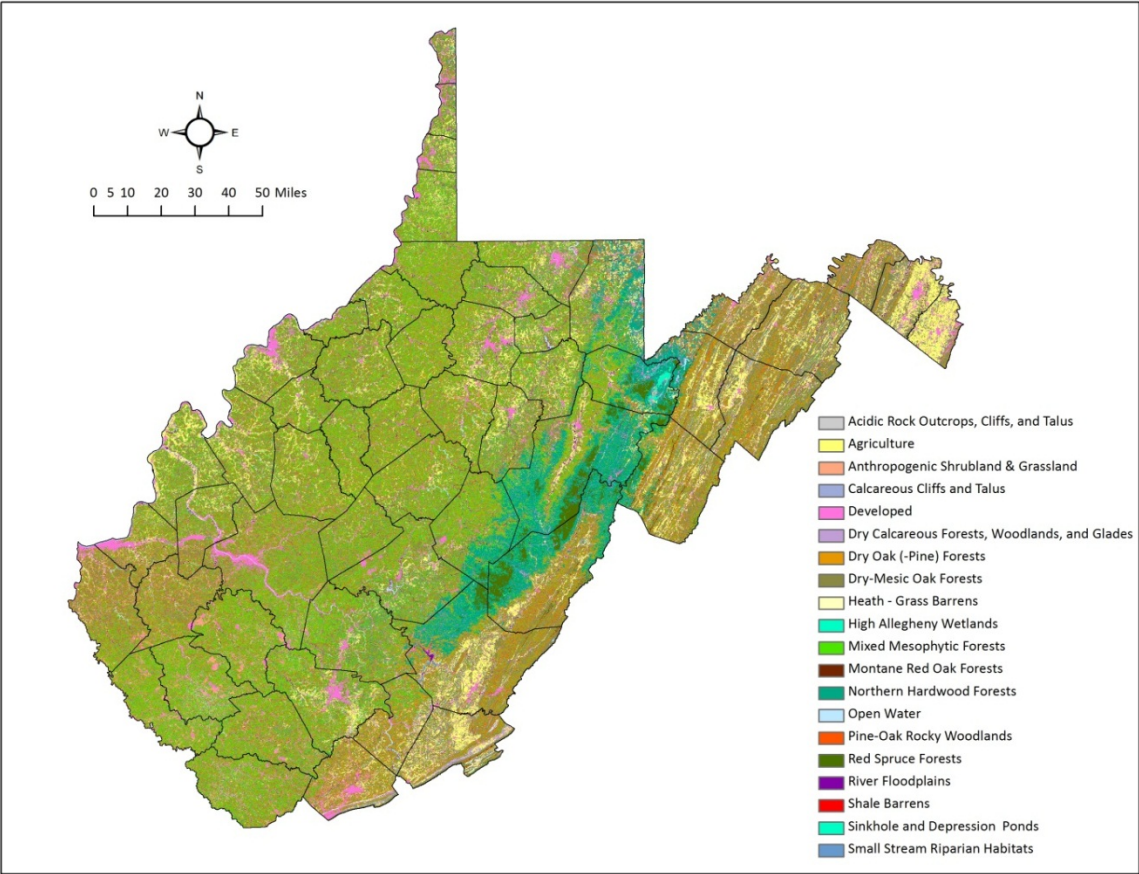 N
W E
S
0 5 10 20 30 40 50 Miles
Acidic Rock Outcrops, Cliffs, and Talus
Agriculture
Anthropogenic Shrubland & Grassland
Calcareous Cliffs and Talus
Developed
Dry Calcareous Forests, Woodlands, and Glades
Dry Oak (-Pine) Forests
Dry-Mesic Oak Forests
Heath - Grass Barrens
High Allegheny Wetlands
Mixed Mesophytic Forests
Montane Red Oak Forests
Northern Hardwood Forests
Open Water
Pine-Oak Rocky Woodlands
Red Spruce Forests
River Floodplains
Shale Barrens
Sinkhole and Depression Ponds
Small Stream Riparian Habitats